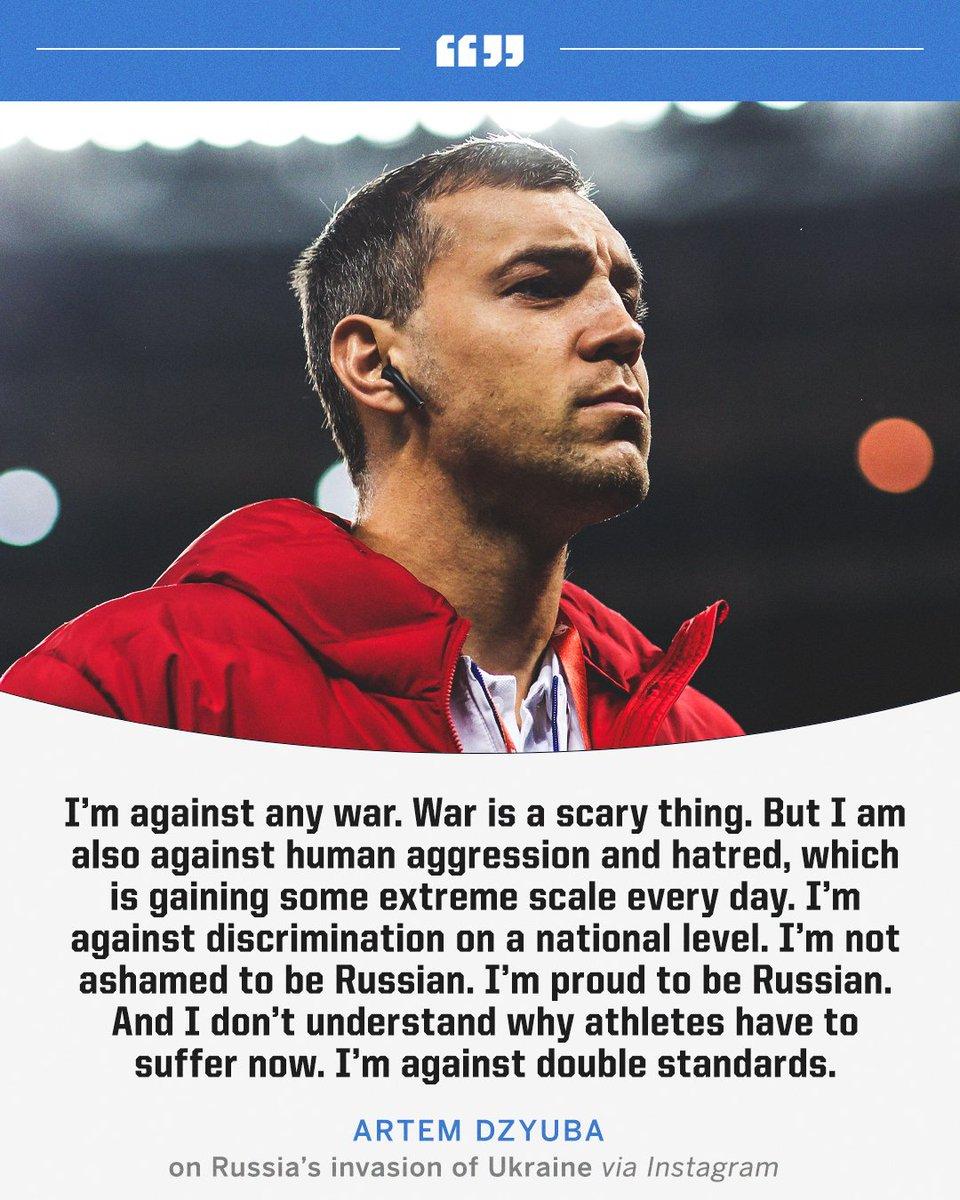 I'm against any war. War is a scary thing. But I am
also against human aggression and hatred, which
is gaining some extreme scale every day. I'm
against discrimination on a national level. I'm not
ashamed to be Russian. I'm proud to be Russian.
And I don't understand why athletes have to
suffer now. I'm against double standards.
ARTEM DZYUBA
on Russia's invasion of Ukraine via Instagram